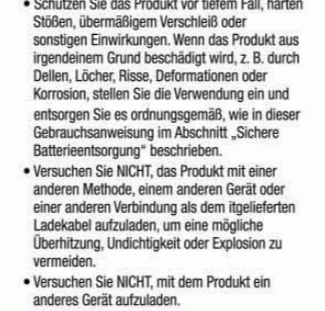 • Schützen Sie das Produkt vor tiefem Fall, harten
Stößen, übermäßigem Verschleiß oder
sonstigen Einwirkungen. Wenn das Produkt aus
irgendeinem Grund beschädigt wird, z. B. durch
Dellen, Löcher, Risse, Deformationen oder
Korrosion, stellen Sie die Verwendung ein und
entsorgen Sie es ordnungsgemäß, wie in dieser
Gebrauchsanweisung im Abschnitt „Sichere
Batterieentsorgung“ beschrieben.
• Versuchen Sie NICHT, das Produkt mit einer
anderen Methode, einem anderen Gerät oder
einer anderen Verbindung als dem itgelieferten
Ladekabel aufzuladen, um eine mögliche
Überhitzung, Undichtigkeit oder Explosion zu
vermeiden.
• Versuchen Sie NICHT, mit dem Produkt ein
anderes Gerät aufzuladen.